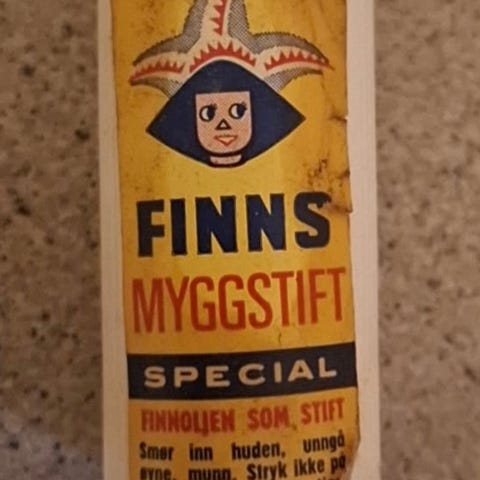 FINNS
MYGGSTIFT
SPECIAL
FINNOLJEN SOM STIFT
Smør inn huden, unngå
øyne, munn. Stryk ikke på